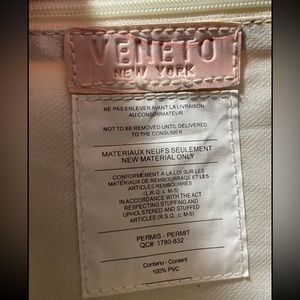 VENETO
NEW YORK
NE PAS ENLEVER AVANT LA LIVRAISON
AU CONSOMMATEUR
NOT TO BE REMOVED UNTIL DELIVERED
TO THE CONSUMER
MATERIAUX NEUFS SEULEMENT
NEW MATERIAL ONLY
CONFORMEMENT A LA LOI SUR LES
MATÉRIAUX DE REMBOURRAGE ET LES
ARTICLES REMBOURRÉS
(L.R.Q., c. M-5)
IN ACCORDANCE WITH THE ACT
RESPECTING STUFFING AND
UPHOLSTERED AND STUFFED
ARTICLES (R.S.Q., c. M-5)
PERMIS - PERMIT
QC#: 1780-832
Contenu - Content:
100% PVC